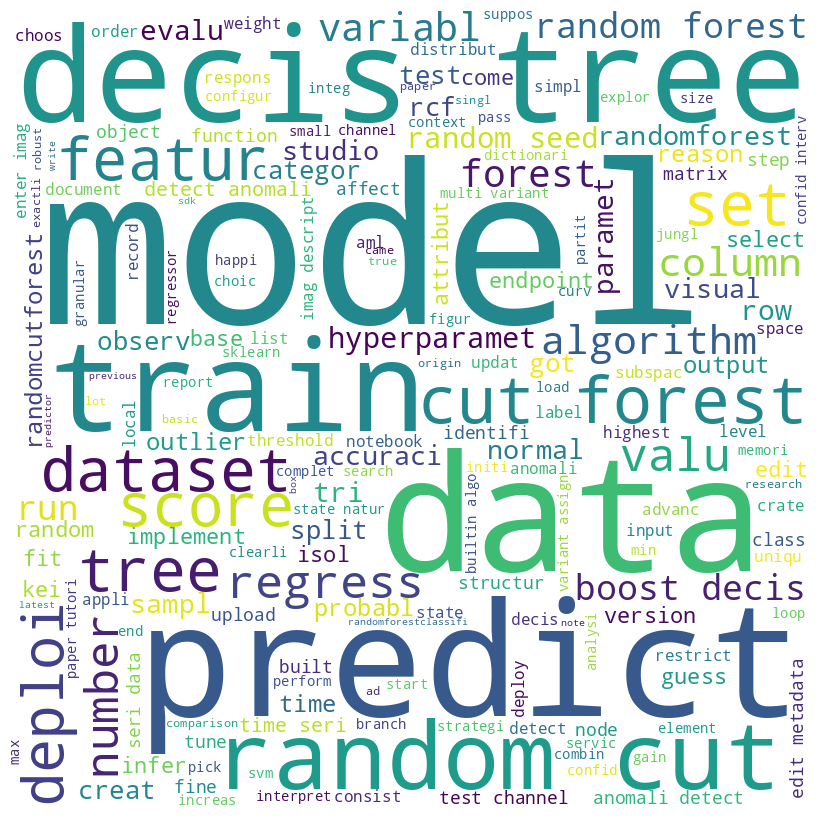 suppos
choos
order
evalu
weight
variabl
random forest
decis tree
distribut
respons
configur
integ
test
come
paper
rcf
singl
simpl
pass
explor
size
enter imag
exactli robust
write
object
function
small
channel
context
random seed
randomforest
featur
studio
dictionari
reason
step
confid interv
document
detect anomali
categor
affect
forest
multi variant
paramet
matrix
sdk
model
set
granular
record
regressor
happi
choic
imag descript
aml
came
true
attribut
endpoint
partit
curv
jungl
select
column
visual
row
space
randomcutforest
observ
base
list
sklearn
figur
hyperparamet
algorithm
got
output
train
previous
predictor
lot
report
basic
local
origin
updat
subspac
cut forest
load
label
outlier
threshold
notebook
identifi
normal
highest
level
memori
dataset
accuraci
complet
search
box
initi
anomali
valu
edit
research
score
tri
data
run
random
implement
state natur
split
builtin algo
variant assign
advanc
crate
input
class
min
uniqu
fit
tree
clearli
isol
regress
structur
boost decis
kei
appli
sampl
upload
probabl
state
version
loop
latest
paper tutori
end
randomforestclassifi
decis
note
analysi
guess
restrict
deploi
number
seri data
predict
built
perform
ad
start
deploy
time
edit metadata
comparison
time seri
branch
strategi
detect
node
element
max
tune
servic
combin
infer
pick
random cut
gain
svm
confid
creat
fine
increas
interpret
consist
test channel
anomali detect